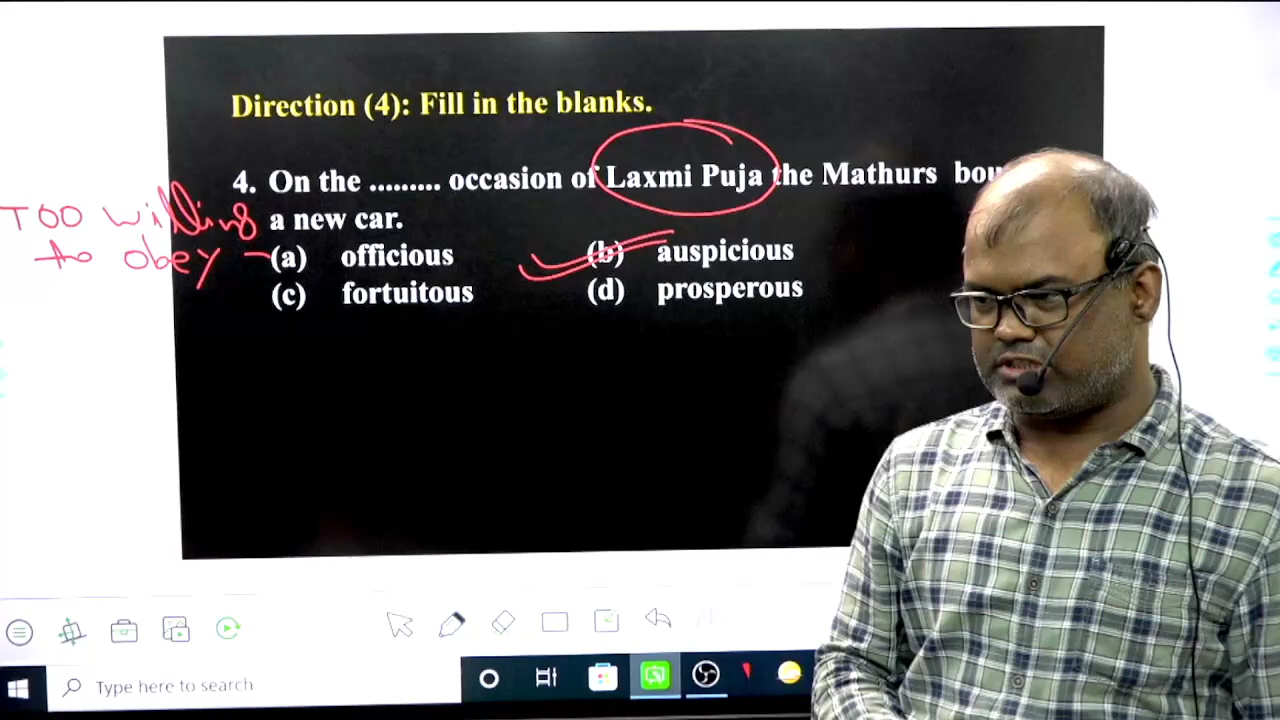 Direction (4): Fill in the blanks.
4. On the ......... occasion of Laxmi Puja the Mathurs bou
a new car.
TOO willing
to obey
(a) officious (b) auspicious
(c) fortuitous (d) prosperous
Type here to search